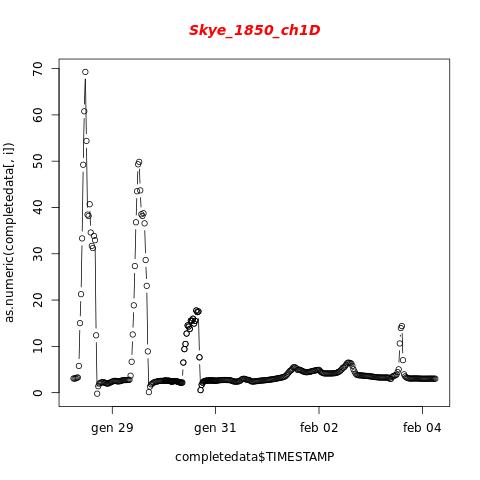 Skye_1850_ch1D
as.numeric(completedata[, i])
70
60
50
40
30
20
10
0
gen 29
gen 31
feb 02
feb 04
completedata$TIMESTAMP